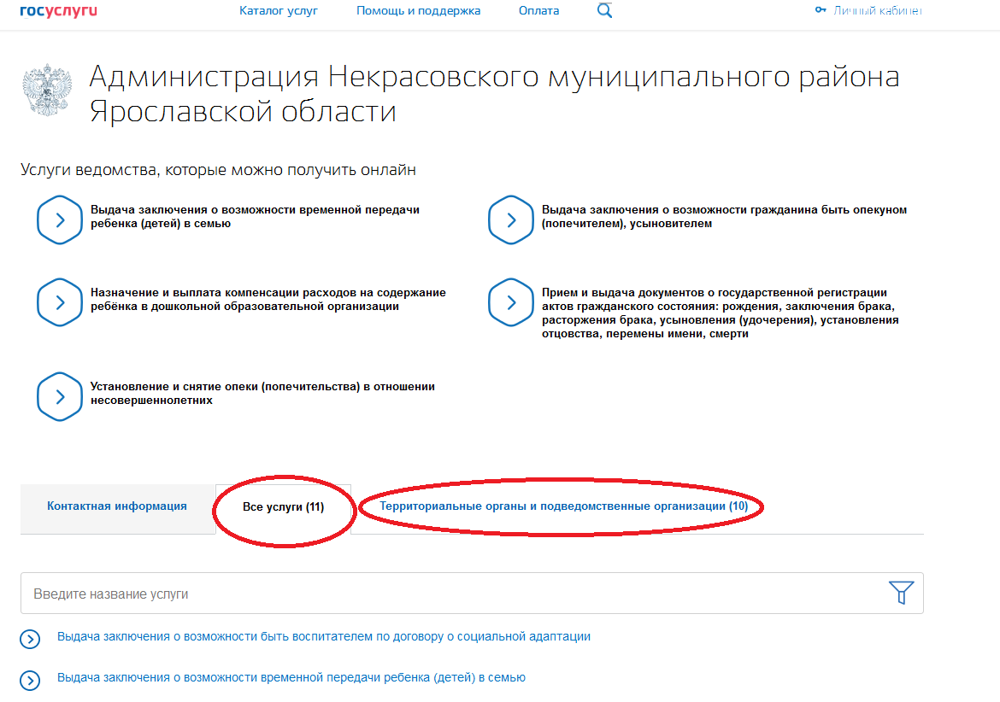 госуслуги Каталог услуг Помощь и поддержка Оплата Личный кабинет
Администрация Некрасовского муниципального района
Ярославской области
Услуги ведомства, которые можно получить онлайн
Выдача заключения о возможности временной передачи
ребенка (детей) в семью
Выдача заключения о возможности гражданина быть опекуном
(попечителем), усыновителем
Назначение и выплата компенсации расходов на содержание
ребёнка в дошкольной образовательной организации
Прием и выдача документов о государственной регистрации
актов гражданского состояния: рождения, заключения брака,
расторжения брака, усыновления (удочерения), установления
отцовства, перемены имени, смерти
Установление и снятие опеки (попечительства) в отношении
несовершеннолетних
Контактная информация Все услуги (11) Территориальные органы и подведомственные организации (10)
Введите название услуги
Выдача заключения о возможности быть воспитателем по договору о социальной адаптации
Выдача заключения о возможности временной передачи ребенка (детей) в семью